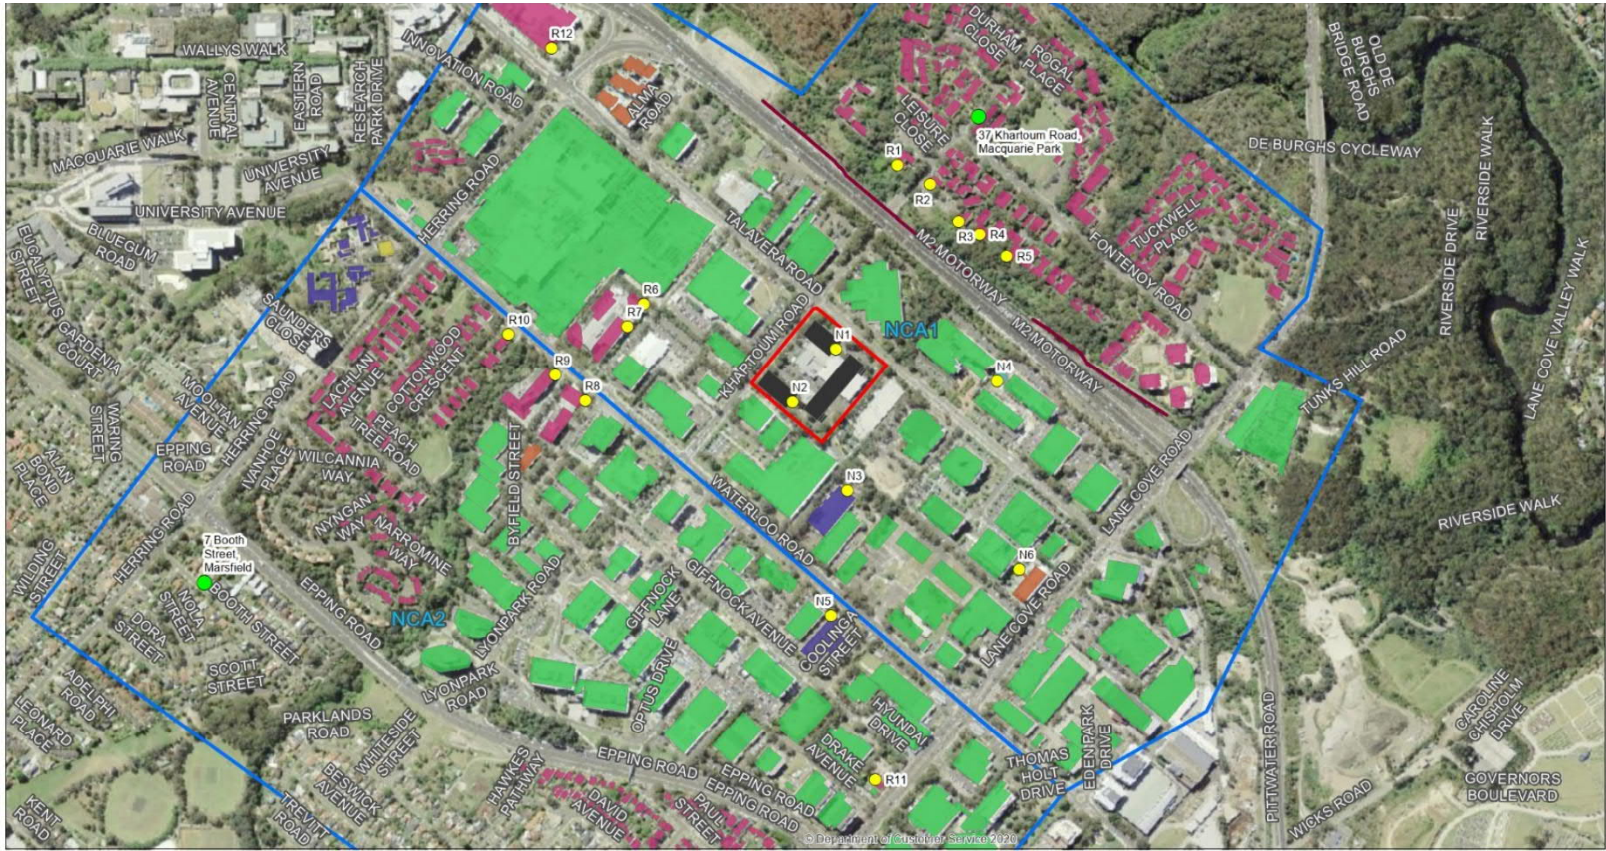 R12
WALLYS WALK
INNOVATION ROAD
CENTRAL
AVENUE
EASTERN
ROAD
RESEARCH
PARK DRIVE
ALMA
ROAD
DURHAM
CLOSE
ROGAL
PLACE
OLD DE
BURGHS
BRIDGE ROAD
LEISURE
CLOSE
37 Khartoum Road,
Macquarie Park
MACQUARIE WALK
UNIVERSITY
AVENUE
DE BURGHS CYCLEWAY
RIVERSIDE WALK
R1
R2
R3
R4
R5
UNIVERSITY AVENUE
BLUEGUM
ROAD
HERRING ROAD
TALAVERA ROAD
M2 MOTORWAY
TUCKWELL
PLACE
FONTENOY ROAD
RIVERSIDE DRIVE
LANE COVE VALLEY WALK
EUCALYPTUS
STREET
GARDENIA
COURT
SAUNDERS
CLOSE
R6
R7
R10
KHARTOUM ROAD
NCA1
N1
M2 MOTORWAY
TUNKS HILL ROAD
R9
R8
N2
N4
LACHLAN
AVENUE
COTTONWOOD
CRESCENT
PEACH
TREE ROAD
MOLTAN
AVENUE
HERRING ROAD
WARING
STREET
ALAN
BOND
PLACE
EPPING
ROAD
IVANHOE
PLACE
WILCANNIA
WAY
BYFIELD STREET
N3
WATERLOO ROAD
LANE COVE ROAD
NYNGAN
WAY
NARROMINE
WAY
HERRING ROAD
RIVERSIDE WALK
WILDING
STREET
7 Booth
Street,
Marsfield
NOLA
STREET
BOOTH STREET
DORA
STREET
EPPING ROAD
NCA2
LYONPARK ROAD
GIFFNOCK
LANE
GIFFNOCK AVENUE
N5
N6
COOLINGA
STREET
LANE COVE ROAD
SCOTT
STREET
ADELPHI
ROAD
LEONARD
PLACE
LYONPARK
ROAD
OPTUS DRIVE
PARKLANDS
ROAD
WHITESIDE
STREET
HYUNDAI
DRIVE
DRAKE
AVENUE
R11
THOMAS
HOLT
DRIVE
EDEN PARK
DRIVE
PITTWATER ROAD
CAROLINE
CHISHOLM
DRIVE
GOVERNORS
BOULEVARD
WICKS ROAD
KENT
ROAD
TREVITT
ROAD
BESWICK
AVENUE
HAWKES
PATHWAY
EPPING ROAD
EPPING ROAD
EPPING ROAD
DAVID
AVENUE
PAUL
STREET
© Department of Customer Service 2020